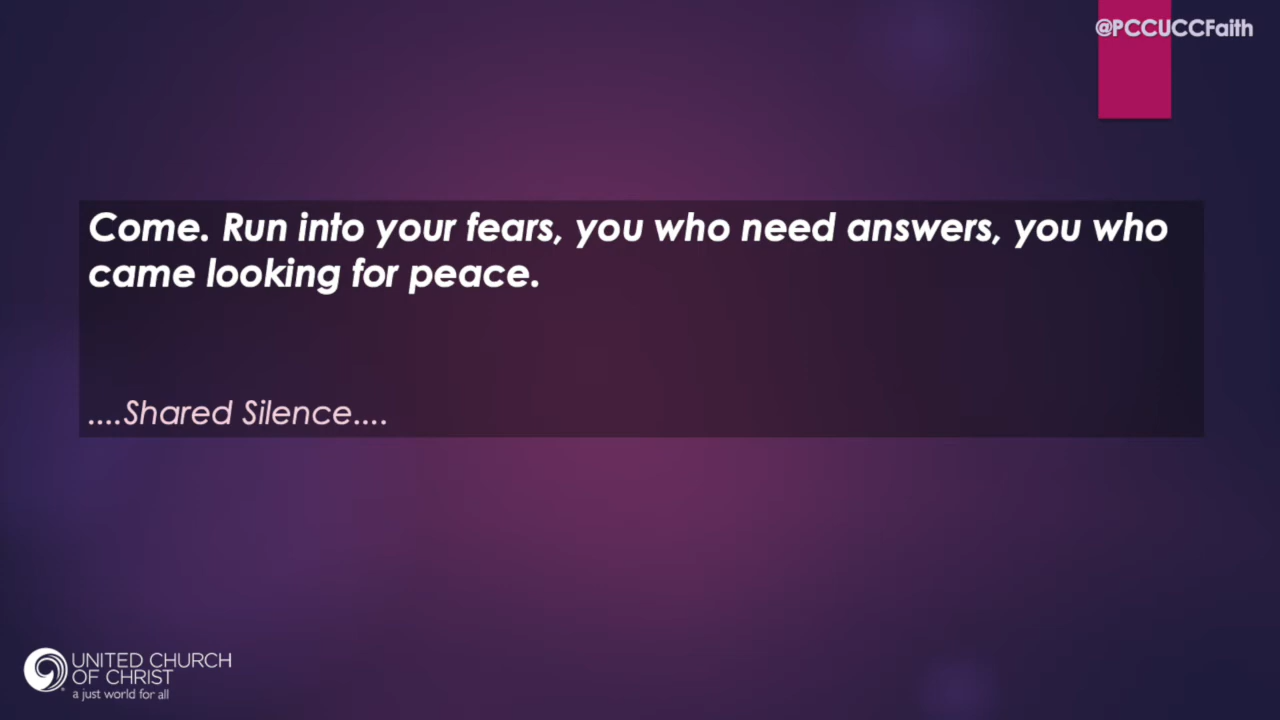 @PCCUCCFaith
Come. Run into your fears, you who need answers, you who
came looking for peace.
....Shared Silence....
UNITED CHURCH
OF CHRIST
a just world for all